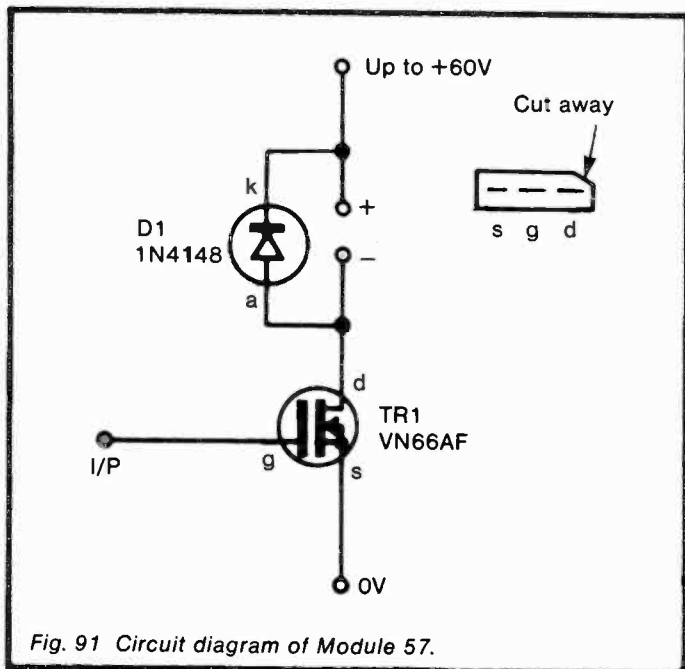 Up to +60V
Cut away
k
+
D1
1N4148
−
s g d
a
d
TR1
VN66AF
I/P
g
s
0V
Fig. 91 Circuit diagram of Module 57.